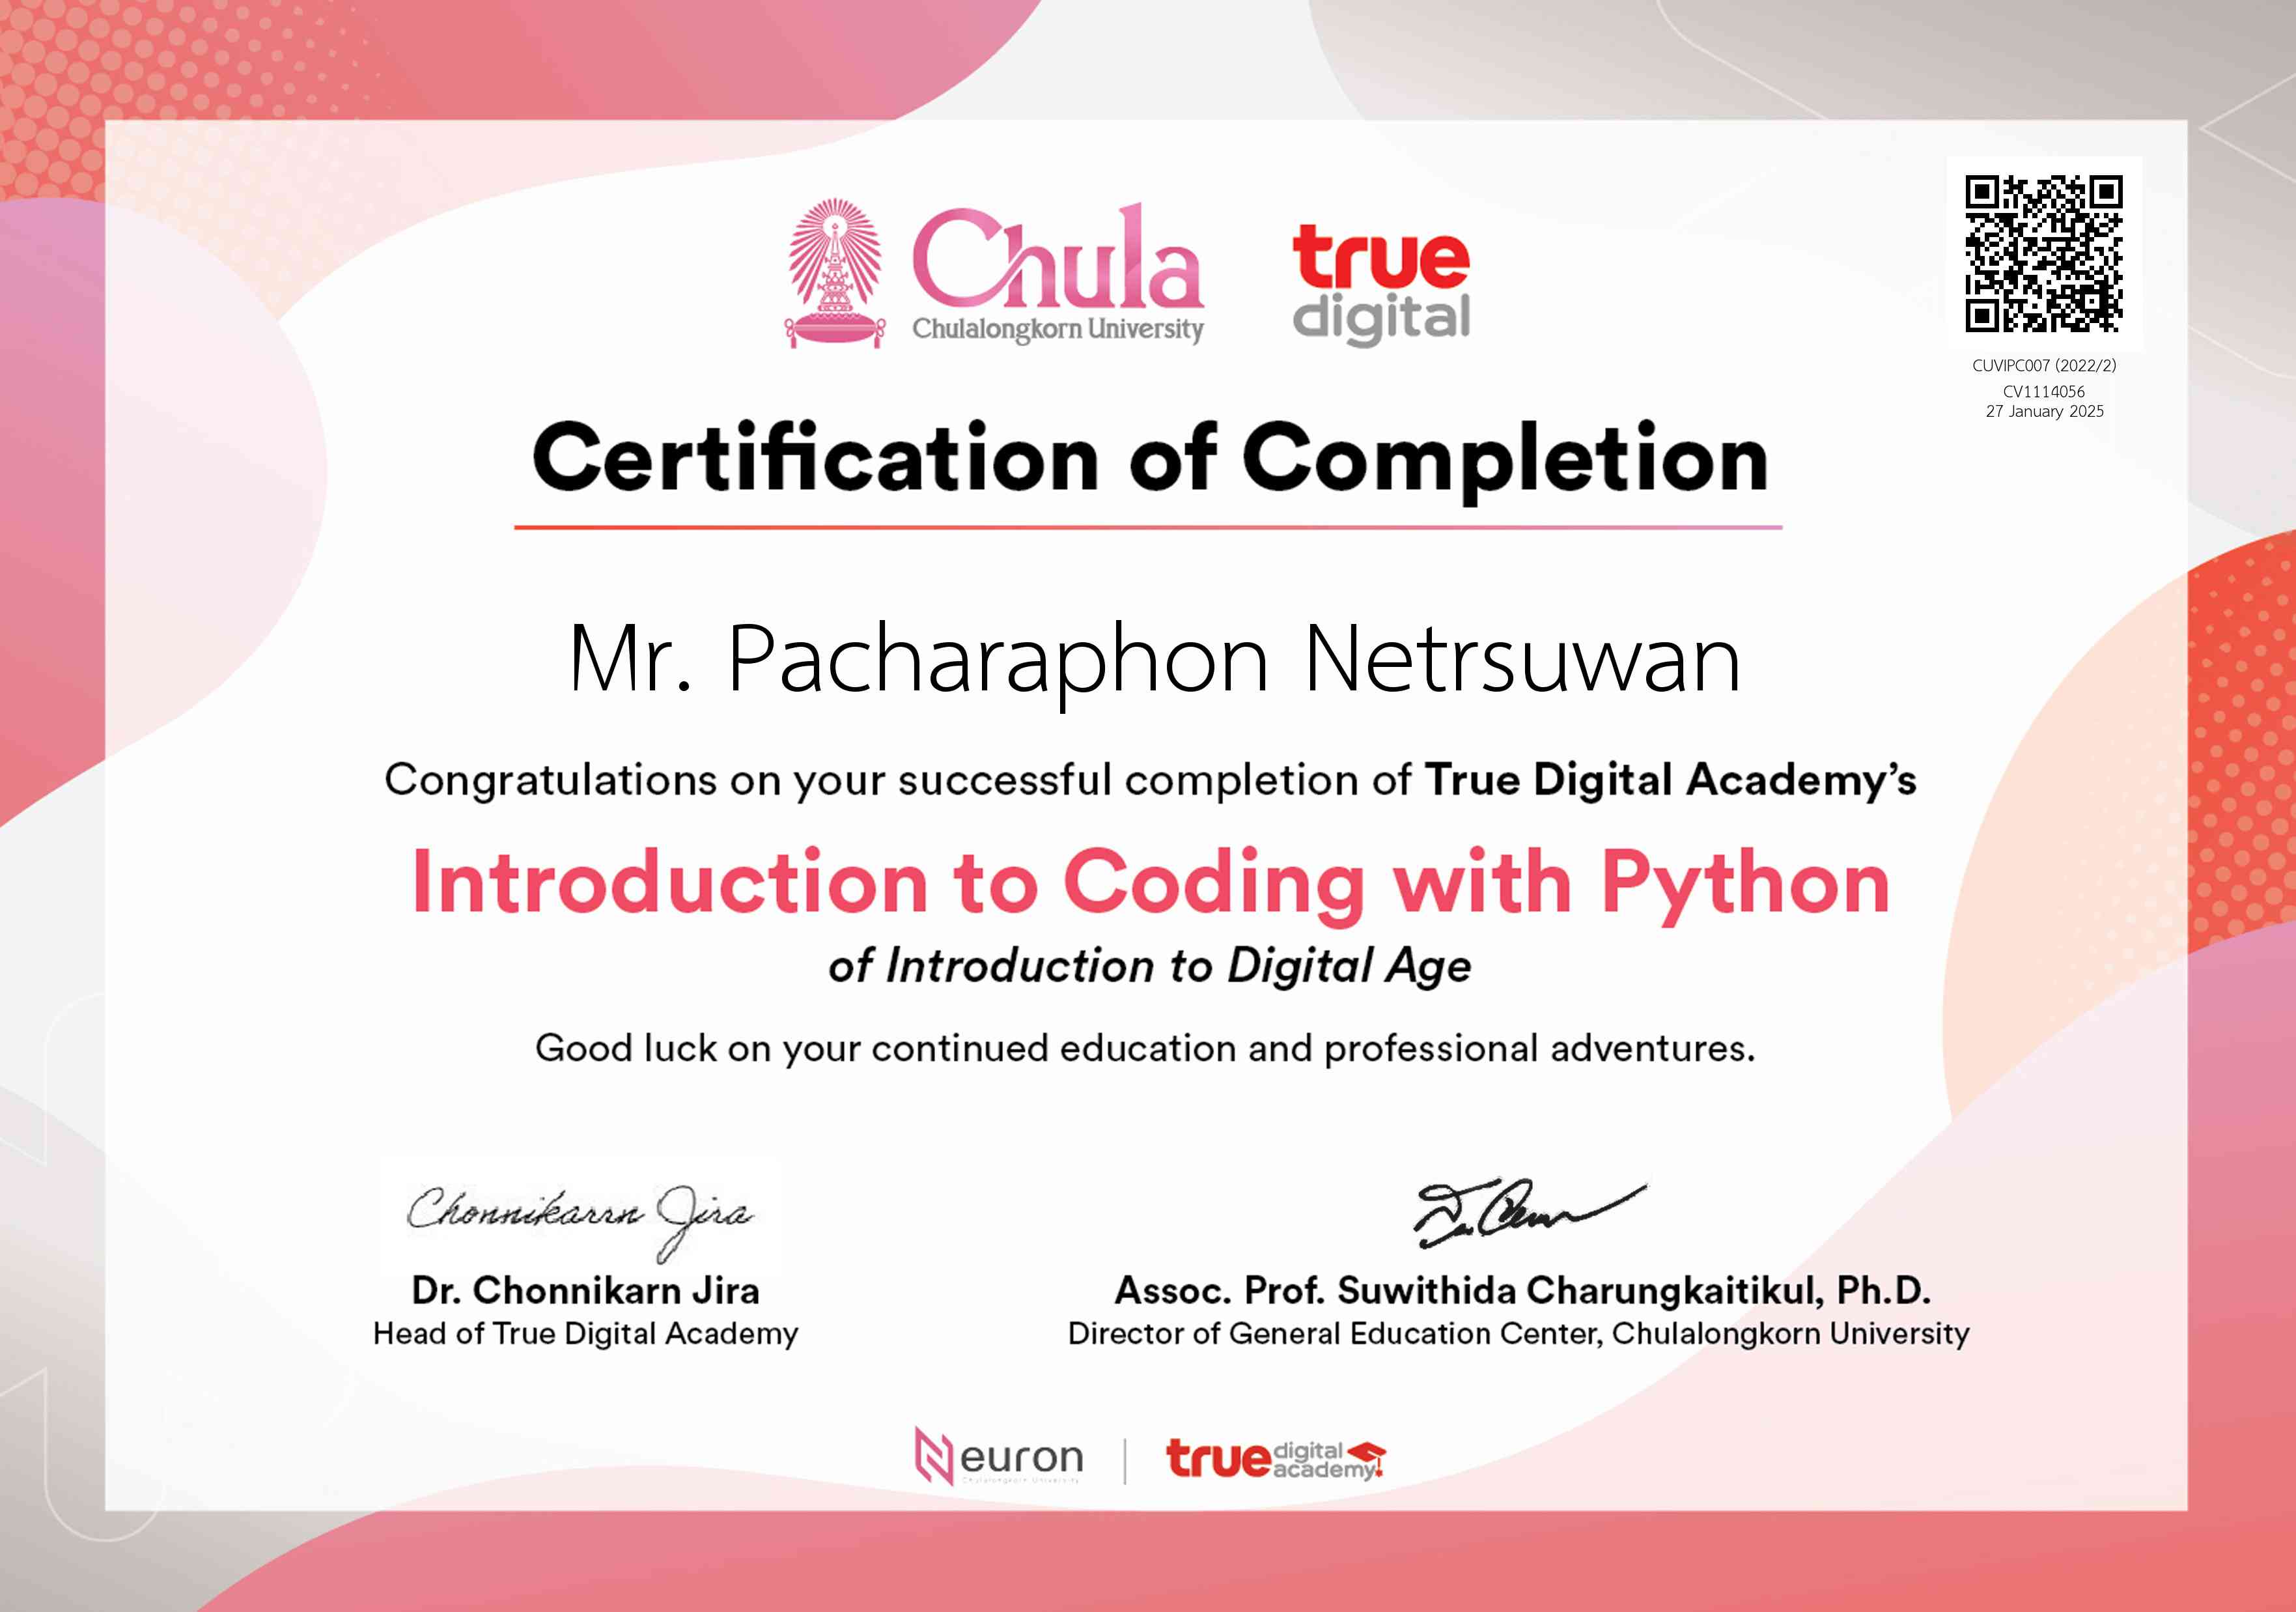 Chula
Chulalongkorn University
true
digital
CUVIPC007 (2022/2)
CV1114056
27 January 2025
Certification of Completion
Mr. Pacharaphon Netrsuwan
Congratulations on your successful completion of True Digital Academy’s
Introduction to Coding with Python
of Introduction to Digital Age
Good luck on your continued education and professional adventures.
Chonnikarrn Jira
Dr. Chonnikarn Jira
Head of True Digital Academy
Assoc. Prof. Suwithida Charungkaitikul, Ph.D.
Director of General Education Center, Chulalongkorn University
Neuron
Chulalongkorn University
true digital academy